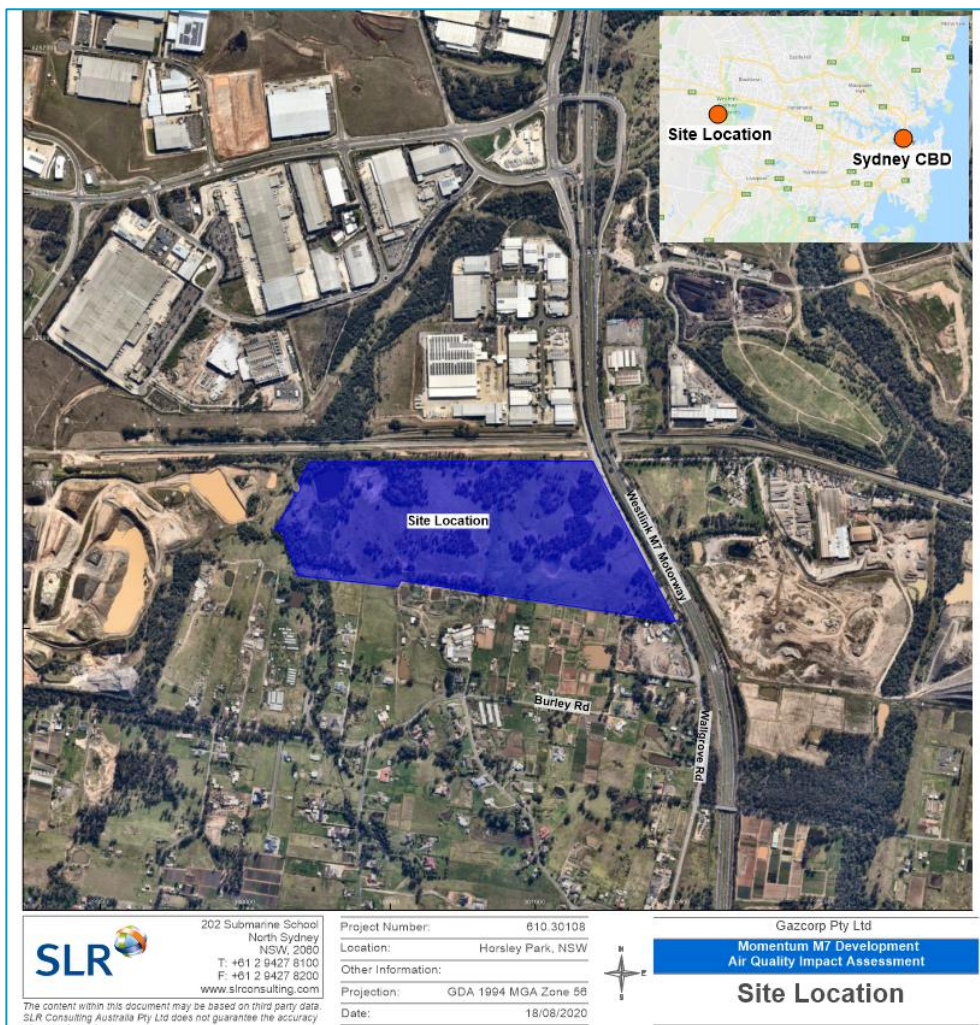 Site Location
Sydney CBD
Site Location
Westlink M7 Motorway
Burley Rd
Wallgrove Rd
SLR
202 Submarine School
North Sydney
NSW, 2060
T: +61 2 9427 8100
F: +61 2 9427 8200
www.slrconsulting.com
The content within this document may be based on third party data.
SLR Consulting Australia Pty Ltd does not guarantee the accuracy
Project Number: 610.30108
Location: Horsley Park, NSW
Other Information:
Projection: GDA 1994 MGA Zone 56
Date: 18/08/2020
N
E
S
Gazcorp Pty Ltd
Momentum M7 Development
Air Quality Impact Assessment
Site Location